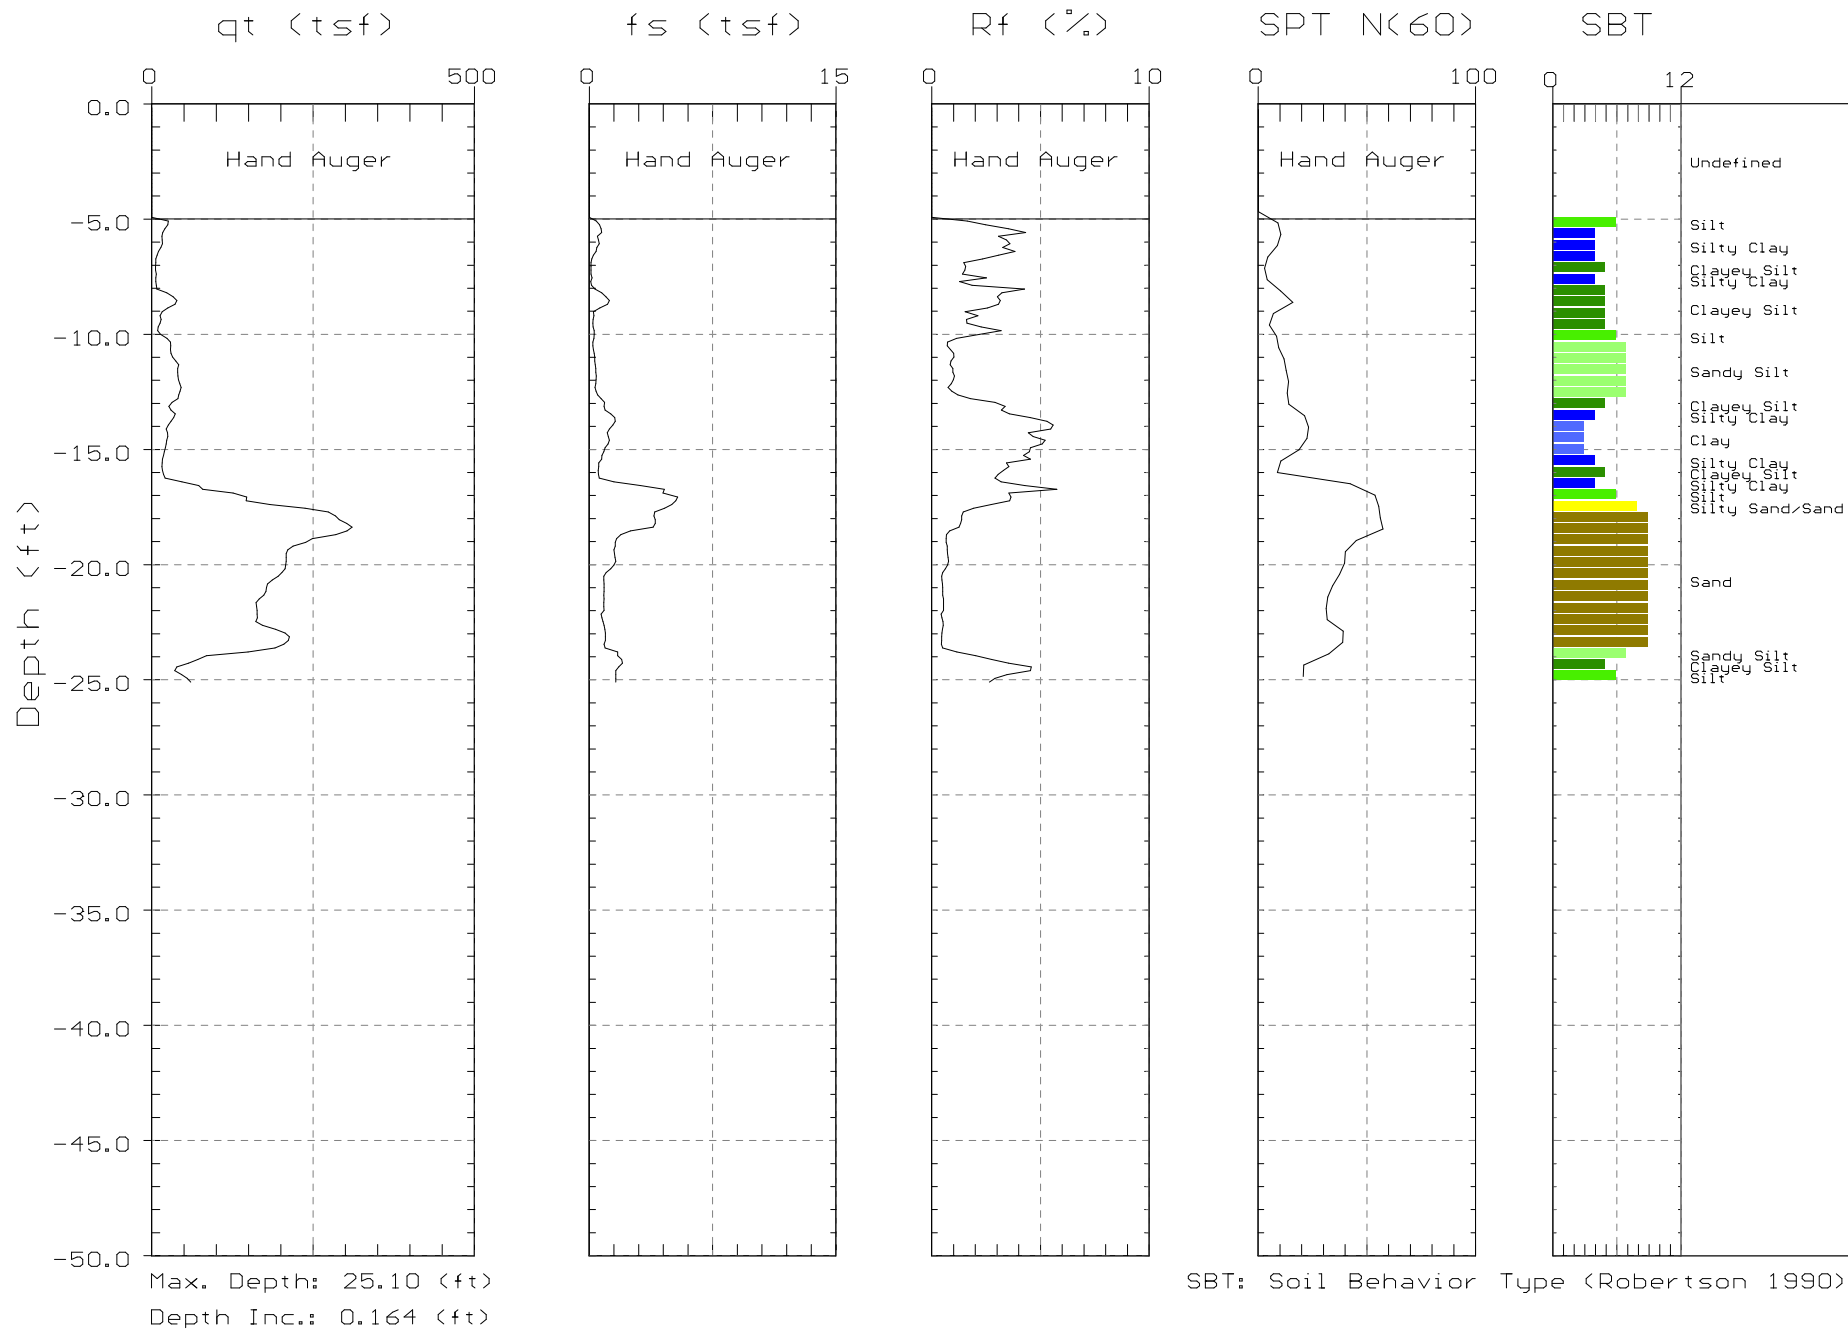 qt (tsf) fs (tsf) Rf (%) SPT N(60) SBT
0 500 0 15 0 10 0 100 0 12
0.0
Hand Auger Hand Auger Hand Auger Hand Auger Undefined
-5.0
Silt
Silty Clay
Clayey Silt
Silty Clay
Clayey Silt
-10.0
Silt
Sandy Silt
Clayey Silt
Silty Clay
Clay
-15.0
Silty Clay
Clayey Silt
Silty Clay
Silt
Silty Sand/Sand
-20.0
Sand
Sandy Silt
Clayey Silt
Silt
-25.0
Depth (ft)
-30.0
-35.0
-40.0
-45.0
-50.0
Max. Depth: 25.10 (ft) SBT: Soil Behavior Type (Robertson 1990)
Depth Inc.: 0.164 (ft)